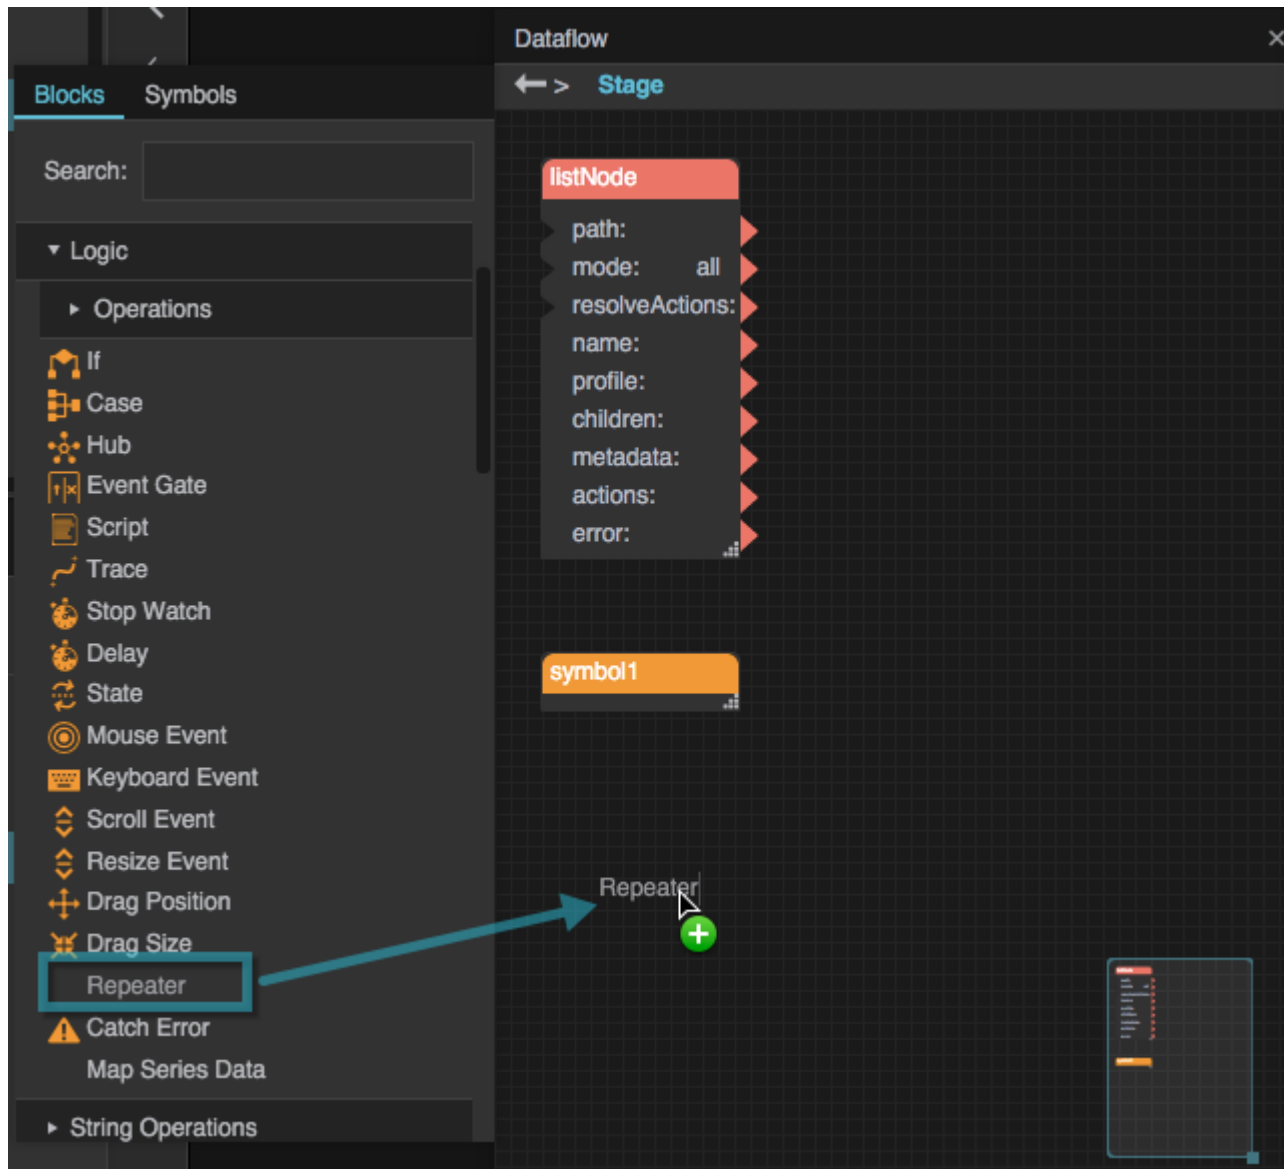 Dataflow
Stage
Blocks Symbols
Search:
Logic
Operations
If
Case
Hub
Event Gate
Script
Trace
Stop Watch
Delay
State
Mouse Event
Keyboard Event
Scroll Event
Resize Event
Drag Position
Drag Size
Repeater
Catch Error
Map Series Data
String Operations
listNode
path:
mode: all
resolveActions:
name:
profile:
children:
metadata:
actions:
error:
symbol1
Repeater